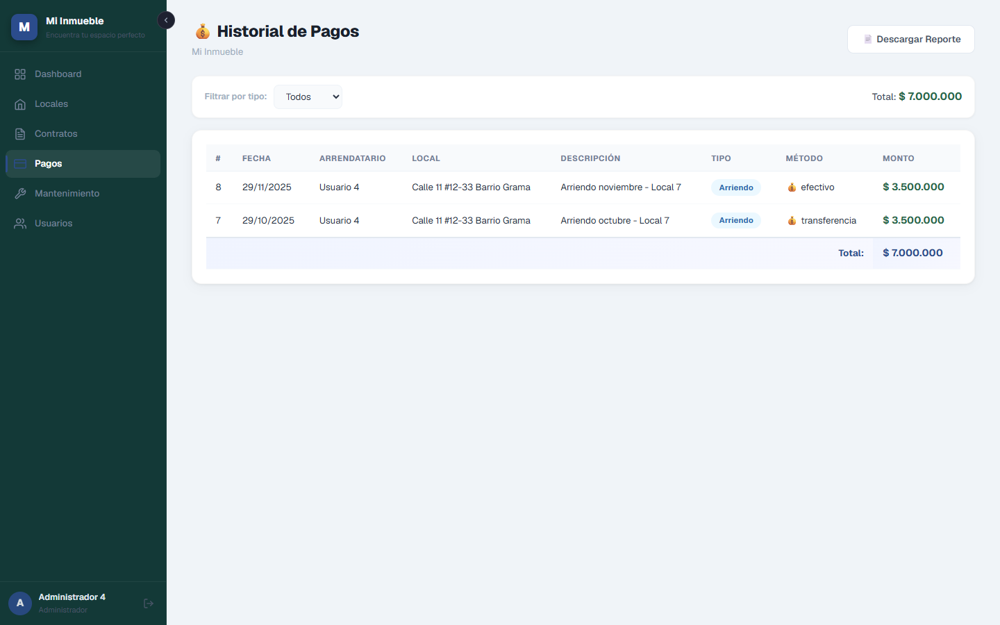 M
Mi Inmueble
Encuentra tu espacio perfecto
Dashboard
Locales
Contratos
Pagos
Mantenimiento
Usuarios
A
Administrador 4
Administrador
Historial de Pagos
Mi Inmueble
Descargar Reporte
Filtrar por tipo: Todos Total: $ 7.000.000
# FECHA ARRENDATARIO LOCAL DESCRIPCIÓN TIPO MÉTODO MONTO
8 29/11/2025 Usuario 4 Calle 11 #12-33 Barrio Grama Arriendo noviembre - Local 7 Arriendo efectivo $ 3.500.000
7 29/10/2025 Usuario 4 Calle 11 #12-33 Barrio Grama Arriendo octubre - Local 7 Arriendo transferencia $ 3.500.000
Total: $ 7.000.000